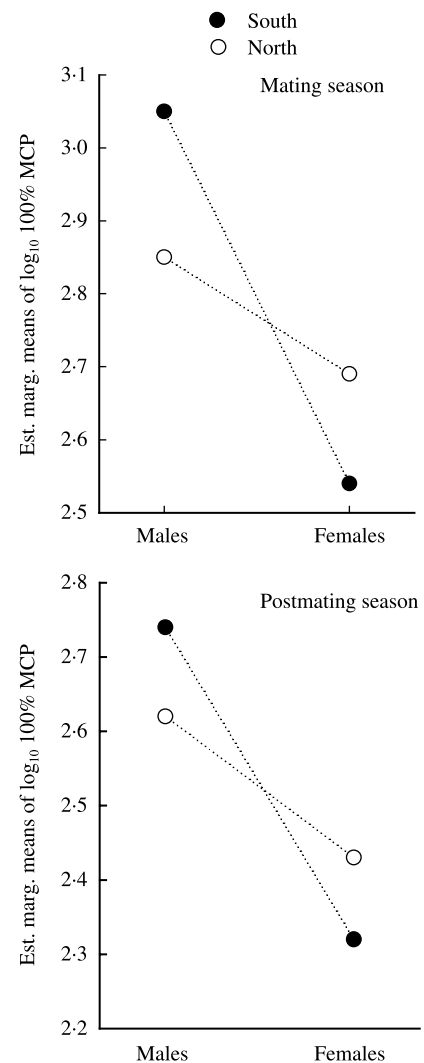 South
North
Mating season
Est. marg. means of log₁₀ 100% MCP
3·1
3·0
2·9
2·8
2·7
2·6
2·5
Males Females
Postmating season
Est. marg. means of log₁₀ 100% MCP
2·8
2·7
2·6
2·5
2·4
2·3
2·2
Males Females